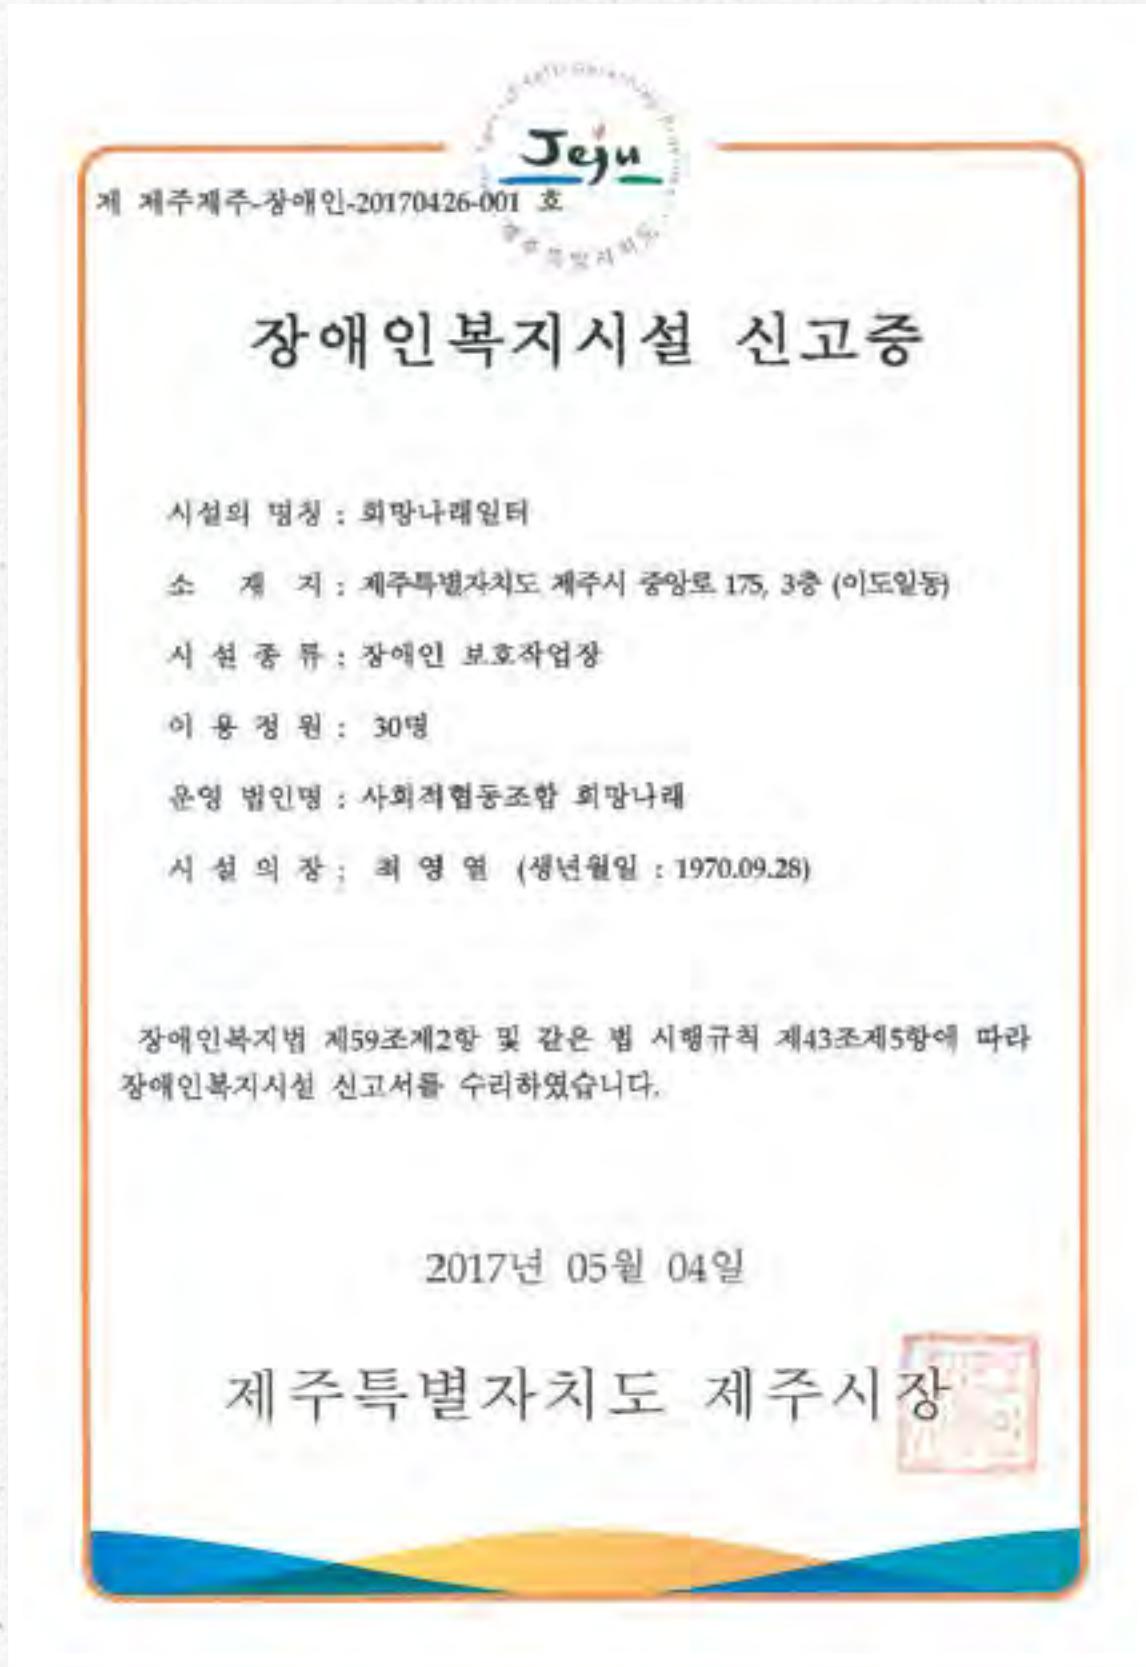 Jeju
제 제주제주-장애인-20170426-001 호
제주특별자치도
장애인복지시설 신고증
시설의 명칭 : 희망나래일터
소 재 지 : 제주특별자치도 제주시 중앙로 175, 3층 (이도일동)
시 설 종 류 : 장애인 보호작업장
이 용 정 원 : 30명
운영 법인명 : 사회적협동조합 희망나래
시 설 의 장 : 최 영 열 (생년월일 : 1970.09.28)
장애인복지법 제59조제2항 및 같은 법 시행규칙 제43조제5항에 따라
장애인복지시설 신고서를 수리하였습니다.
2017년 05월 04일
제주특별자치도 제주시장